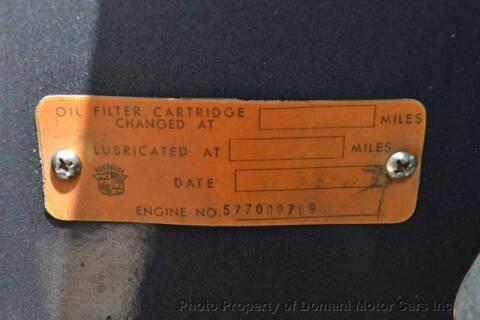 OIL FILTER CARTRIDGE
CHANGED AT MILES
LUBRICATED AT MILES
DATE
ENGINE NO.
Photo Property of Domani Motor Cars Inc.